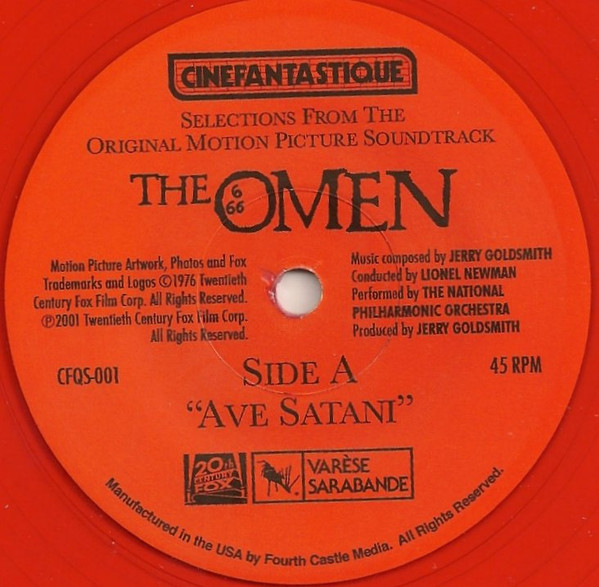 CINEFANTASTIQUE
SELECTIONS FROM THE
ORIGINAL MOTION PICTURE SOUNDTRACK
THE OMEN
6
66
Motion Picture Artwork, Photos and Fox
Trademarks and Logos ©1976 Twentieth
Century Fox Film Corp. All Rights Reserved.
℗2001 Twentieth Century Fox Film Corp.
All Rights Reserved.
Music composed by JERRY GOLDSMITH
Conducted by LIONEL NEWMAN
Performed by THE NATIONAL
PHILHARMONIC ORCHESTRA
Produced by JERRY GOLDSMITH
CFQS-001
SIDE A
45 RPM
“AVE SATANI”
20TH
CENTURY
FOX
VARÈSE
SARABANDE
Manufactured in the USA by Fourth Castle Media. All Rights Reserved.